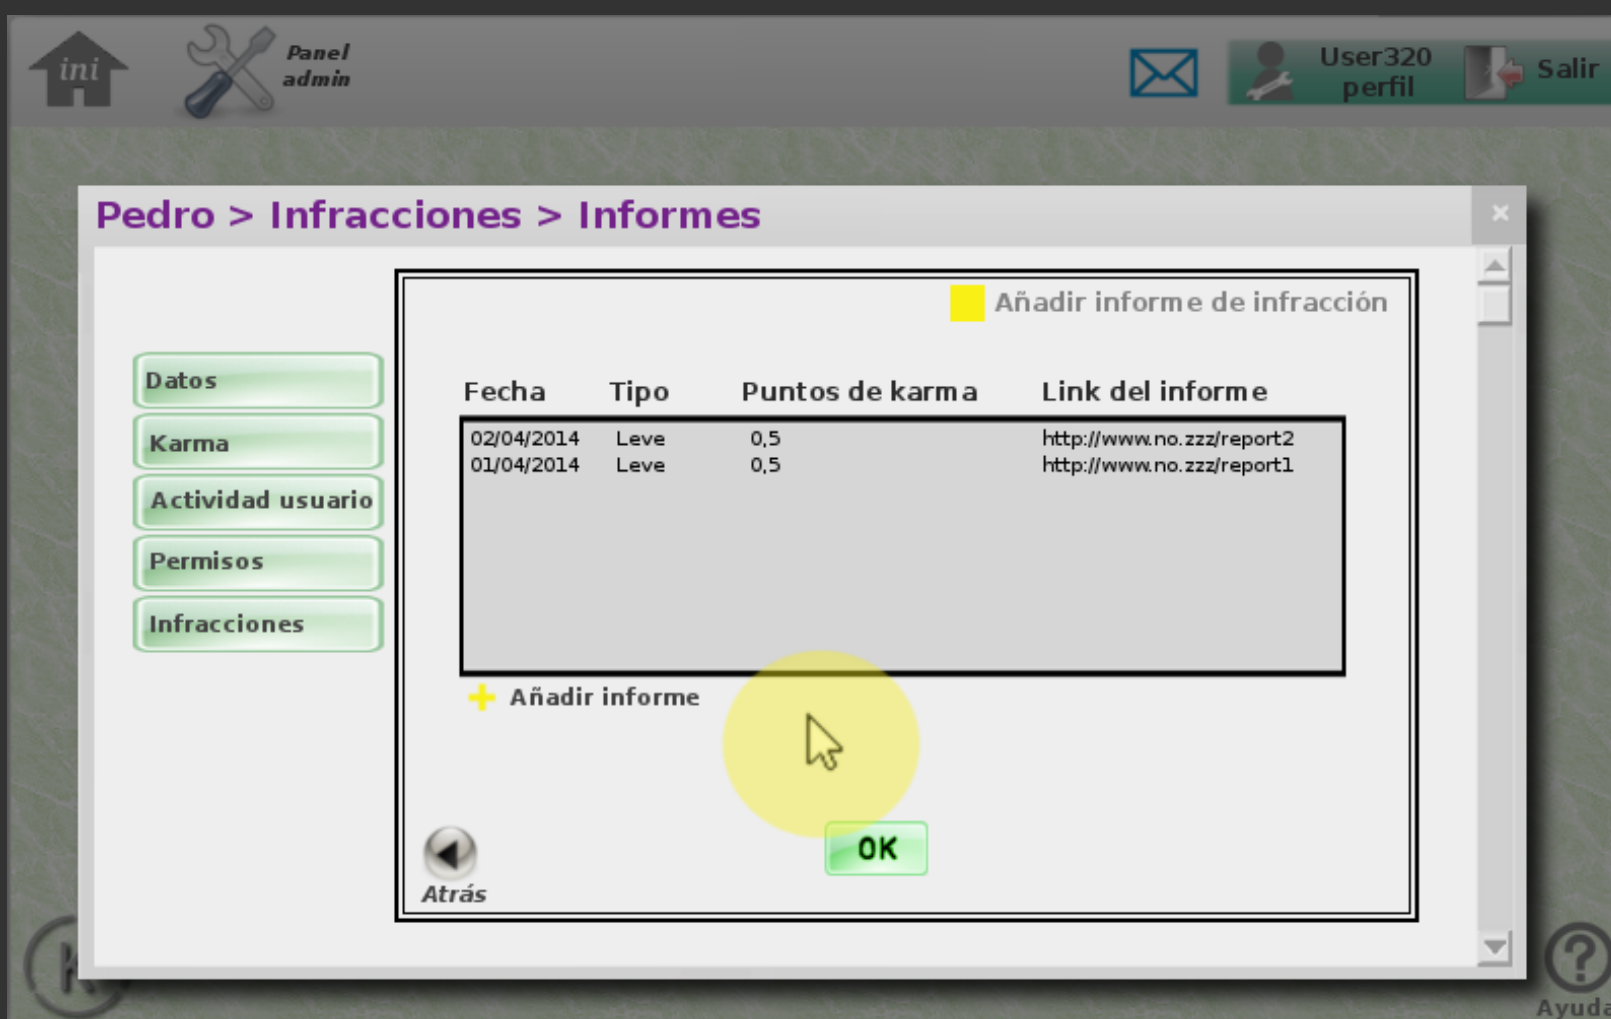 ini
Panel
admin
User320
perfil
Salir
Pedro > Infracciones > Informes
×
Añadir informe de infracción
Datos
Karma
Actividad usuario
Permisos
Infracciones
Fecha Tipo Puntos de karma Link del informe
02/04/2014 Leve 0,5 http://www.no.zzz/report2
01/04/2014 Leve 0,5 http://www.no.zzz/report1
Añadir informe
OK
Atrás
K
?
Ayuda